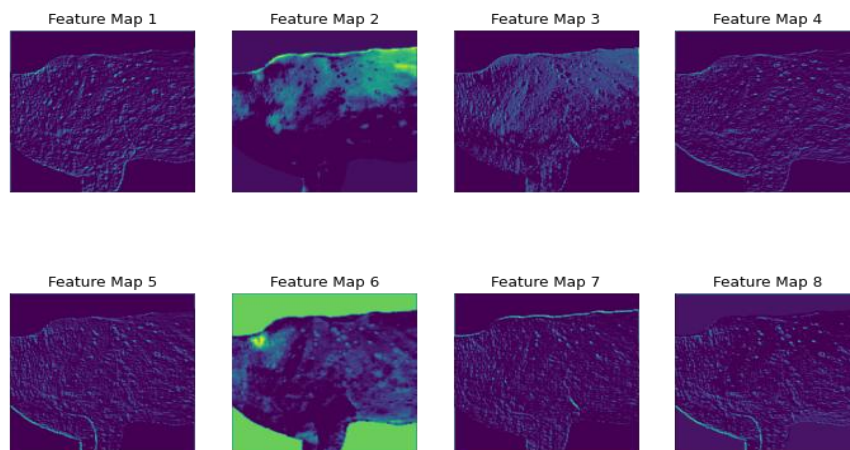 Feature Map 1
Feature Map 2
Feature Map 3
Feature Map 4
Feature Map 5
Feature Map 6
Feature Map 7
Feature Map 8